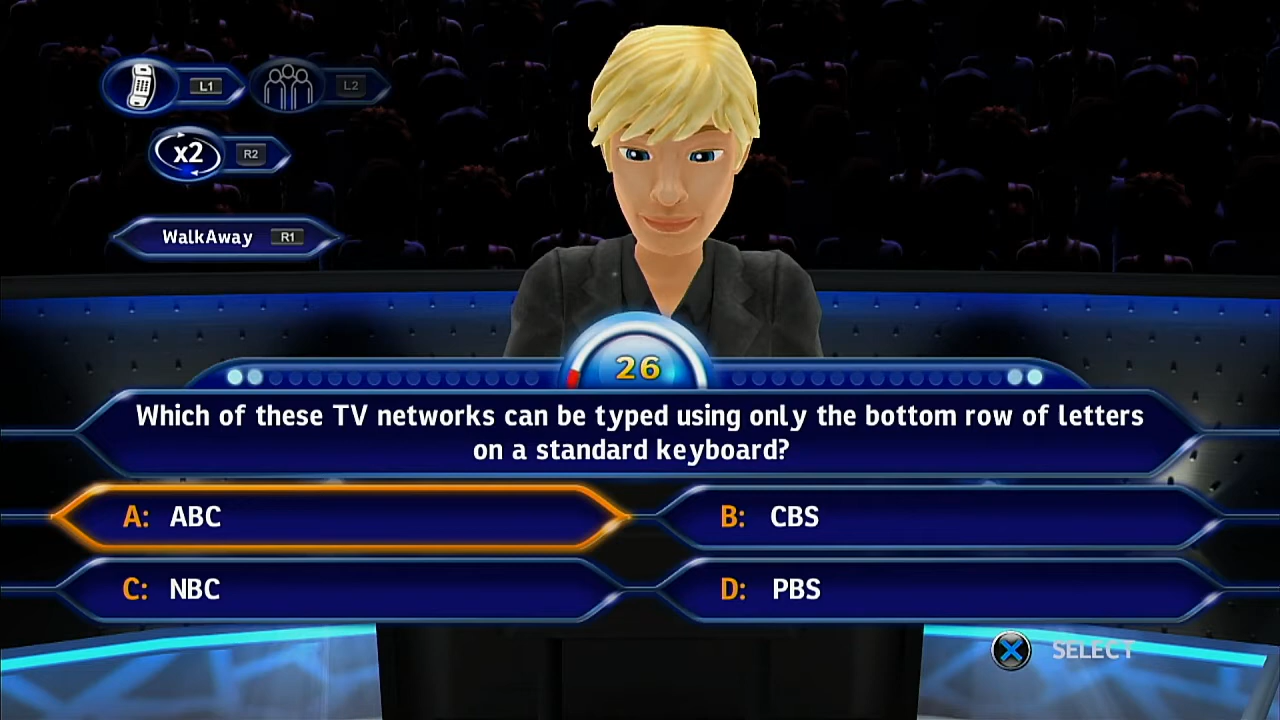 L1
L2
x2
R2
WalkAway R1
26
Which of these TV networks can be typed using only the bottom row of letters
on a standard keyboard?
A: ABC
B: CBS
C: NBC
D: PBS
SELECT